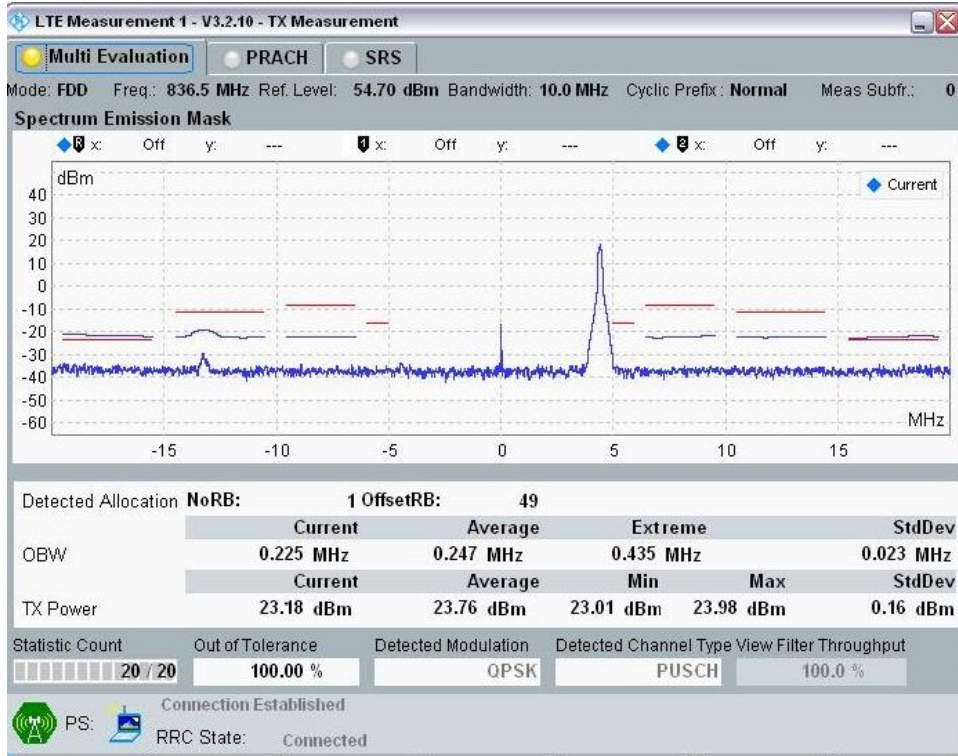 LTE Measurement 1 - V3.2.10 - TX Measurement
Multi Evaluation PRACH SRS
Mode: FDD Freq.: 836.5 MHz Ref. Level: 54.70 dBm Bandwidth: 10.0 MHz Cyclic Prefix : Normal Meas Subfr.: 0
Spectrum Emission Mask
R x: Off y: --- 1 x: Off y: --- 2 x: Off y: ---
dBm
Current
40
30
20
10
0
-10
-20
-30
-40
-50
-60
MHz
-15 -10 -5 0 5 10 15
Detected Allocation NoRB: 1 OffsetRB: 49
Current Average Extreme StdDev
OBW 0.225 MHz 0.247 MHz 0.435 MHz 0.023 MHz
Current Average Min Max StdDev
TX Power 23.18 dBm 23.76 dBm 23.01 dBm 23.98 dBm 0.16 dBm
Statistic Count Out of Tolerance Detected Modulation Detected Channel Type View Filter Throughput
20 / 20 100.00 % QPSK PUSCH 100.0 %
PS: Connection Established
RRC State: Connected